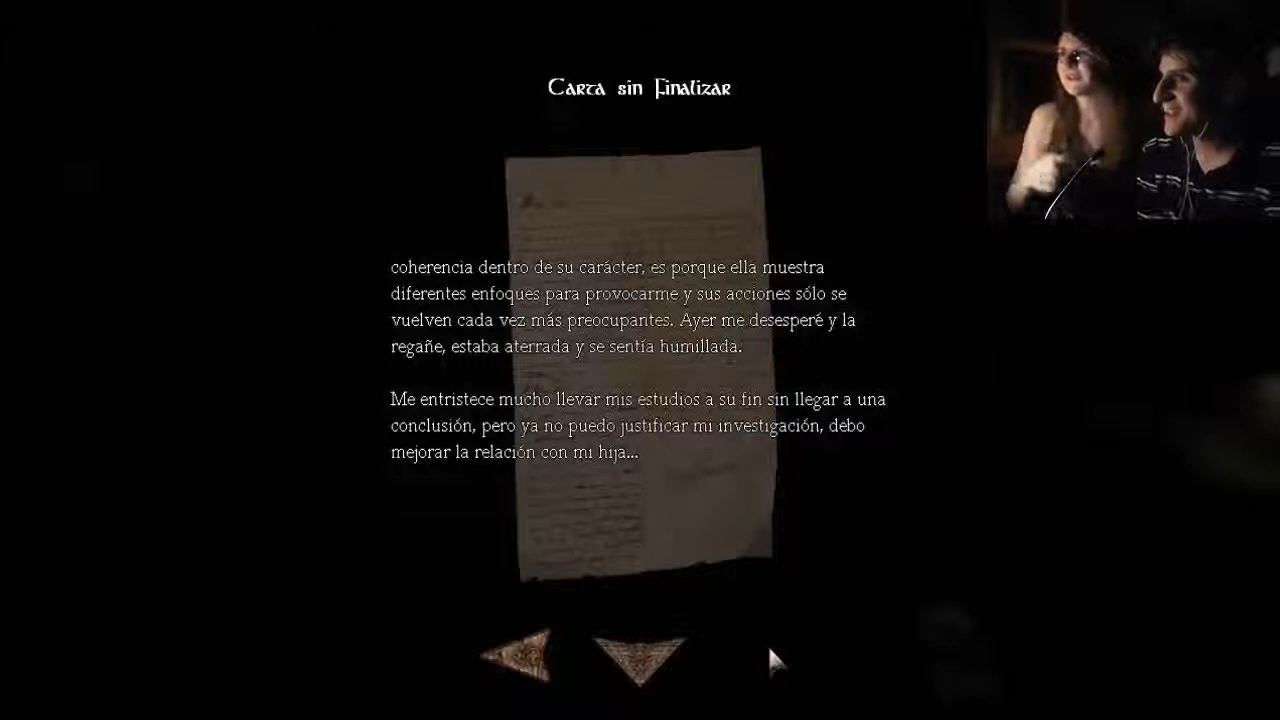 Carta sin Finalizar
coherencia dentro de su carácter, es porque ella muestra
diferentes enfoques para provocarme y sus acciones sólo se
vuelven cada vez más preocupantes. Ayer me desesperé y la
regañe, estaba aterrada y se sentía humillada.
Me entristece mucho llevar mis estudios a su fin sin llegar a una
conclusión, pero ya no puedo justificar mi investigación, debo
mejorar la relación con mi hija...